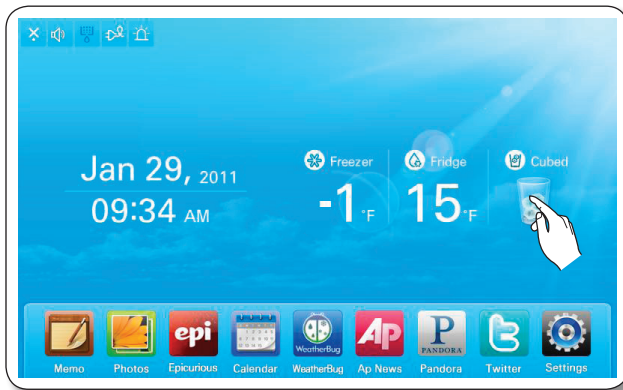 Freezer Fridge Cubed
Jan 29, 2011
09:34 AM
-1°F 15°F
epi
WeatherBug
AP
P
PANDORA
Memo Photos Epicurious Calendar WeatherBug Ap News Pandora Twitter Settings